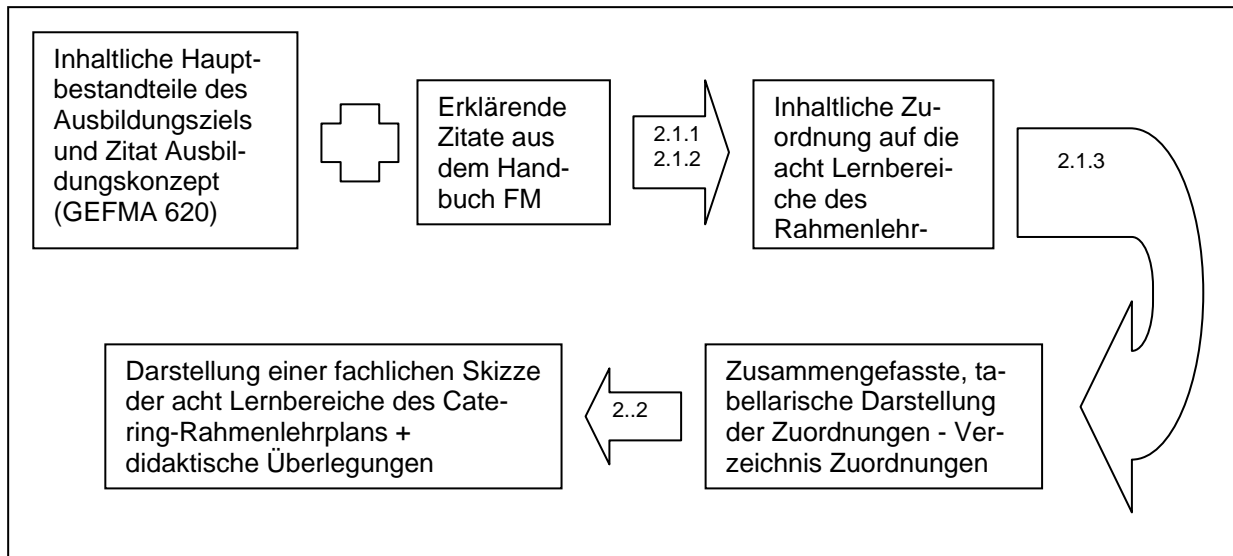 Inhaltliche Haupt-
bestandteile des
Ausbildungsziels
und Zitat Ausbil-
dungskonzept
(GEFMA 620)
Erklärende
Zitate aus
dem Hand-
buch FM
2.1.1
2.1.2
Inhaltliche Zu-
ordnung auf die
acht Lernberei-
che des
Rahmenlehr-
2.1.3
Zusammengefasste, ta-
bellarische Darstellung
der Zuordnungen - Ver-
zeichnis Zuordnungen
2..2
Darstellung einer fachlichen Skizze
der acht Lernbereiche des Cate-
ring-Rahmenlehrplans +
didaktische Überlegungen